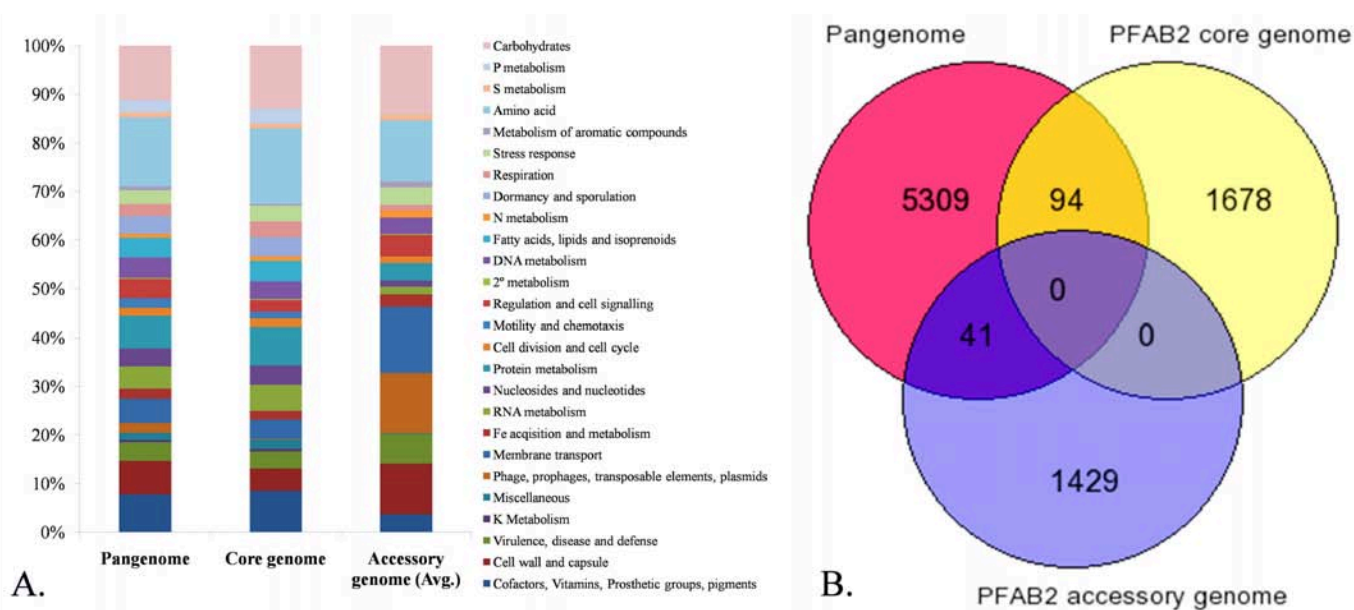 100%
90%
80%
70%
60%
50%
40%
30%
20%
10%
0%
Pangenome
Core genome
Accessory
genome (Avg.)
Carbohydrates
P metabolism
S metabolism
Amino acid
Metabolism of aromatic compounds
Stress response
Respiration
Dormancy and sporulation
N metabolism
Fatty acids, lipids and isoprenoids
DNA metabolism
2º metabolism
Regulation and cell signalling
Motility and chemotaxis
Cell division and cell cycle
Protein metabolism
Nucleosides and nucleotides
RNA metabolism
Fe acqisition and metabolism
Membrane transport
Phage, prophages, transposable elements, plasmids
Miscellaneous
K Metabolism
Virulence, disease and defense
Cell wall and capsule
Cofactors, Vitamins, Prosthetic groups, pigments
A.
Pangenome
PFAB2 core genome
5309
94
1678
0
41
0
1429
PFAB2 accessory genome
B.